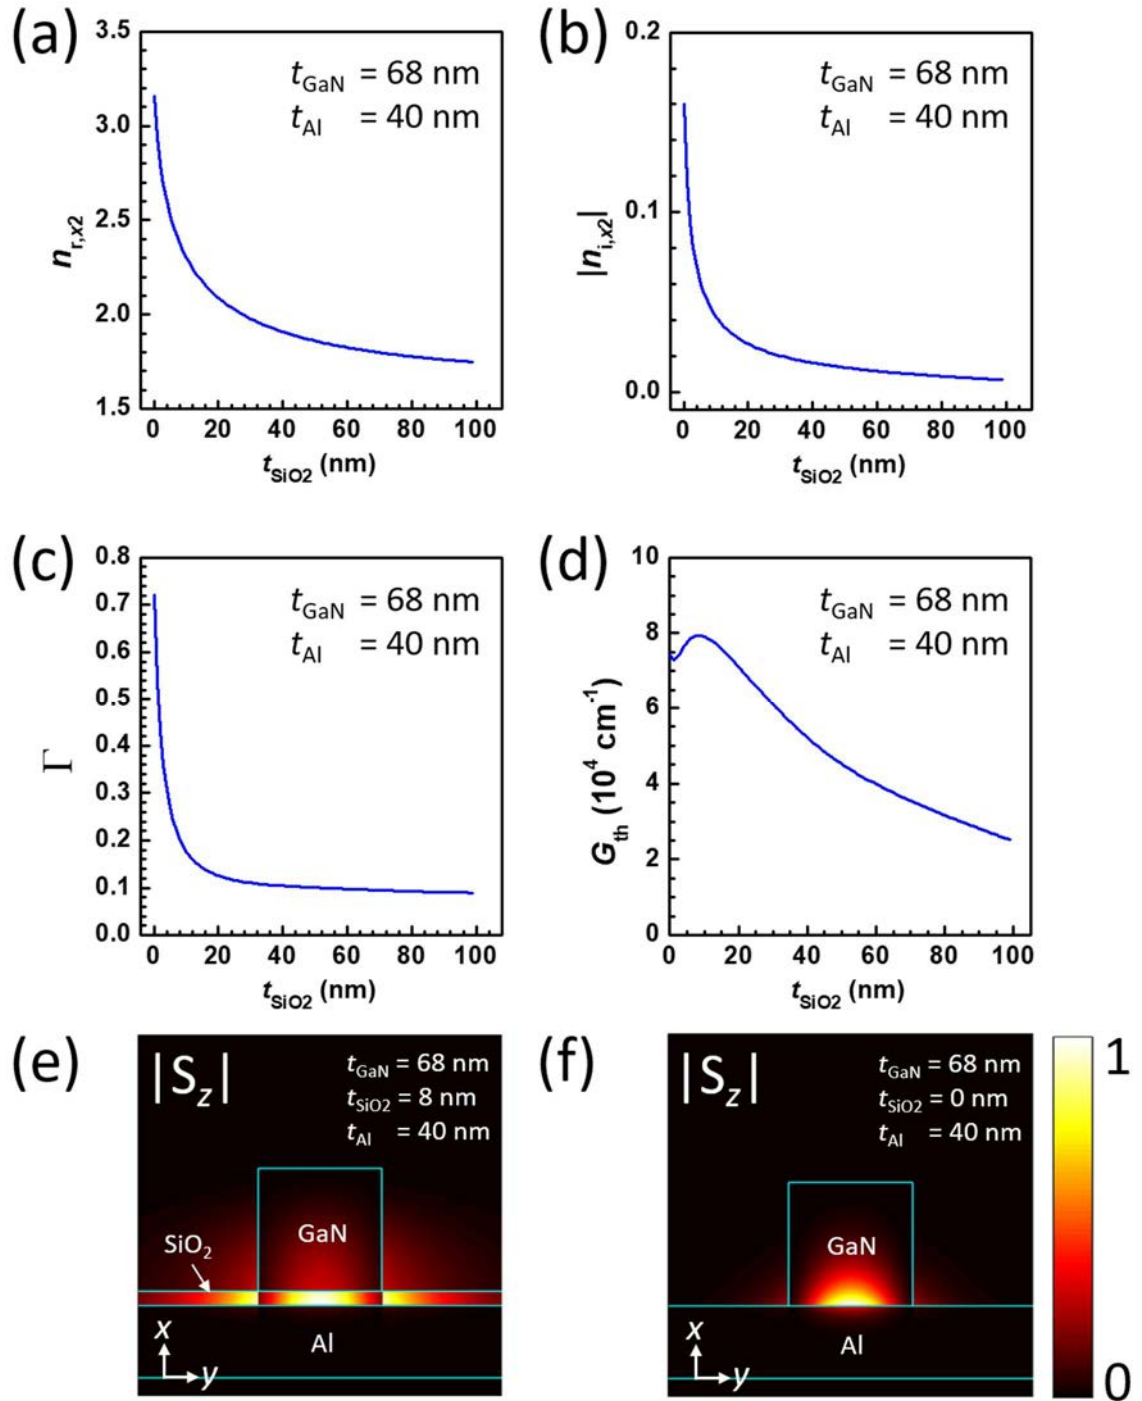 (a)
3.5
3.0
2.5
2.0
1.5
n_r,x2
t_GaN = 68 nm
t_Al = 40 nm
0 20 40 60 80 100
t_SiO2 (nm)
(b)
0.2
0.1
0.0
|n_i,x2|
t_GaN = 68 nm
t_Al = 40 nm
0 20 40 60 80 100
t_SiO2 (nm)
(c)
0.8
0.7
0.6
0.5
0.4
0.3
0.2
0.1
0.0
Γ
t_GaN = 68 nm
t_Al = 40 nm
0 20 40 60 80 100
t_SiO2 (nm)
(d)
10
8
6
4
2
0
G_th (10^4 cm^-1)
t_GaN = 68 nm
t_Al = 40 nm
0 20 40 60 80 100
t_SiO2 (nm)
(e)
|S_z|
t_GaN = 68 nm
t_SiO2 = 8 nm
t_Al = 40 nm
GaN
SiO₂
Al
x
y
(f)
|S_z|
t_GaN = 68 nm
t_SiO2 = 0 nm
t_Al = 40 nm
GaN
Al
x
y
1
0